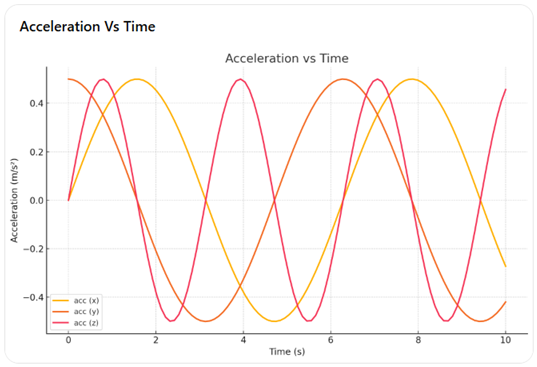 Acceleration Vs Time
Acceleration vs Time
Acceleration (m/s²)
0.4
0.2
0.0
−0.2
−0.4
acc (x)
acc (y)
acc (z)
0
2
4
6
8
10
Time (s)